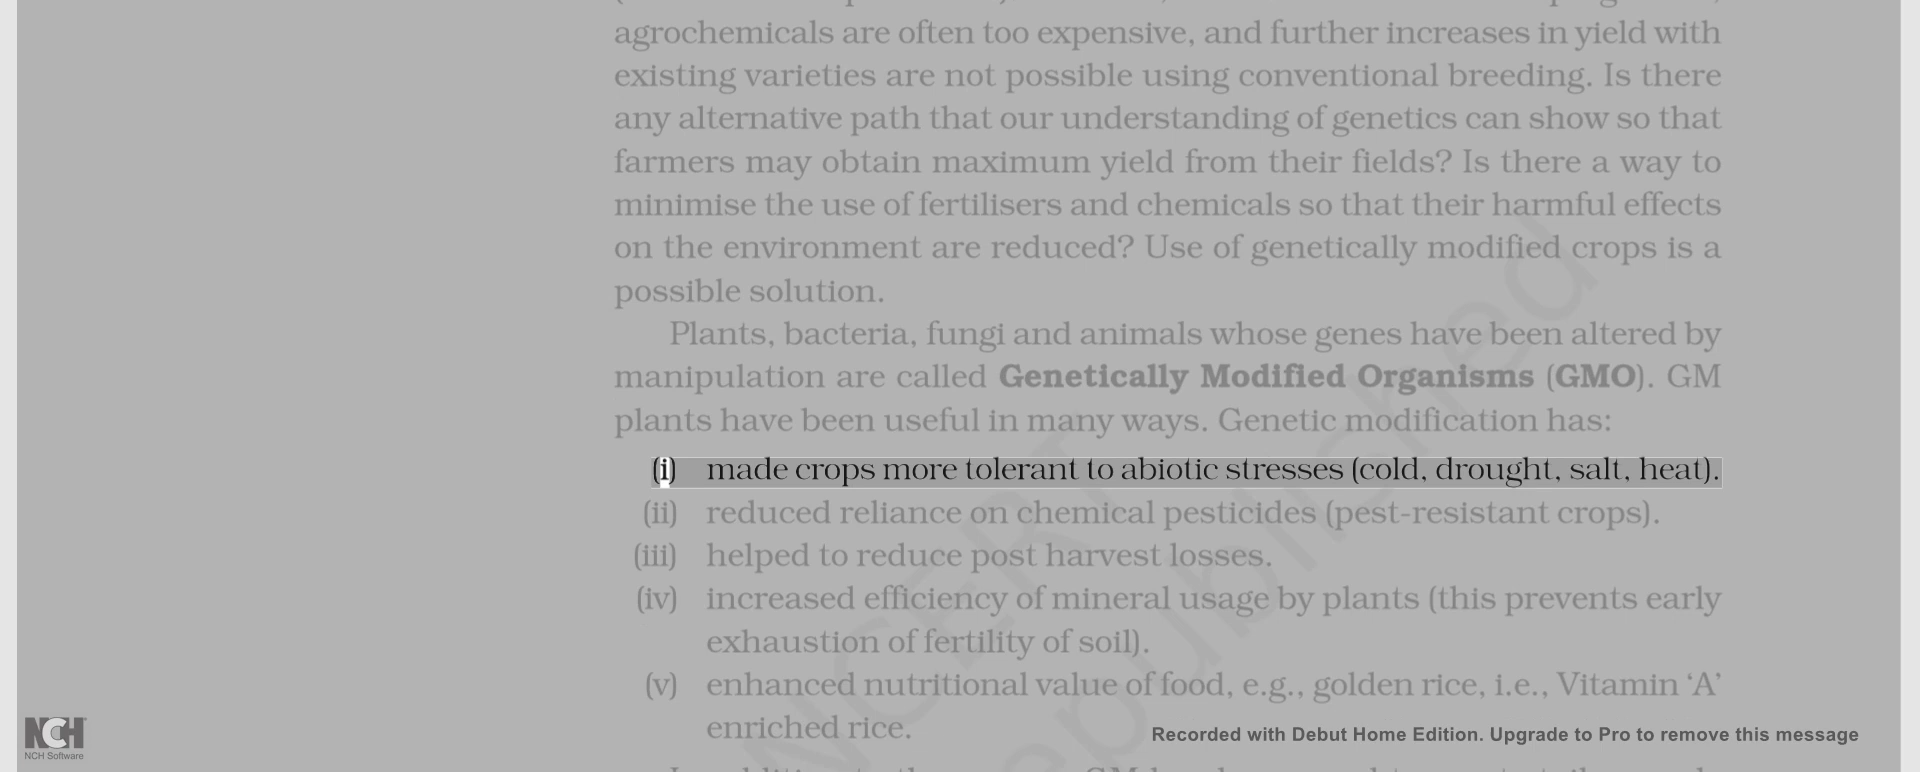 agrochemicals are often too expensive, and further increases in yield with
existing varieties are not possible using conventional breeding. Is there
any alternative path that our understanding of genetics can show so that
farmers may obtain maximum yield from their fields? Is there a way to
minimise the use of fertilisers and chemicals so that their harmful effects
on the environment are reduced? Use of genetically modified crops is a
possible solution.
Plants, bacteria, fungi and animals whose genes have been altered by
manipulation are called Genetically Modified Organisms (GMO). GM
plants have been useful in many ways. Genetic modification has:
(i) made crops more tolerant to abiotic stresses (cold, drought, salt, heat).
(ii) reduced reliance on chemical pesticides (pest-resistant crops).
(iii) helped to reduce post harvest losses.
(iv) increased efficiency of mineral usage by plants (this prevents early
exhaustion of fertility of soil).
(v) enhanced nutritional value of food, e.g., golden rice, i.e., Vitamin ‘A’
enriched rice.
NCERT
republished
NCH
NCH Software
Recorded with Debut Home Edition. Upgrade to Pro to remove this message